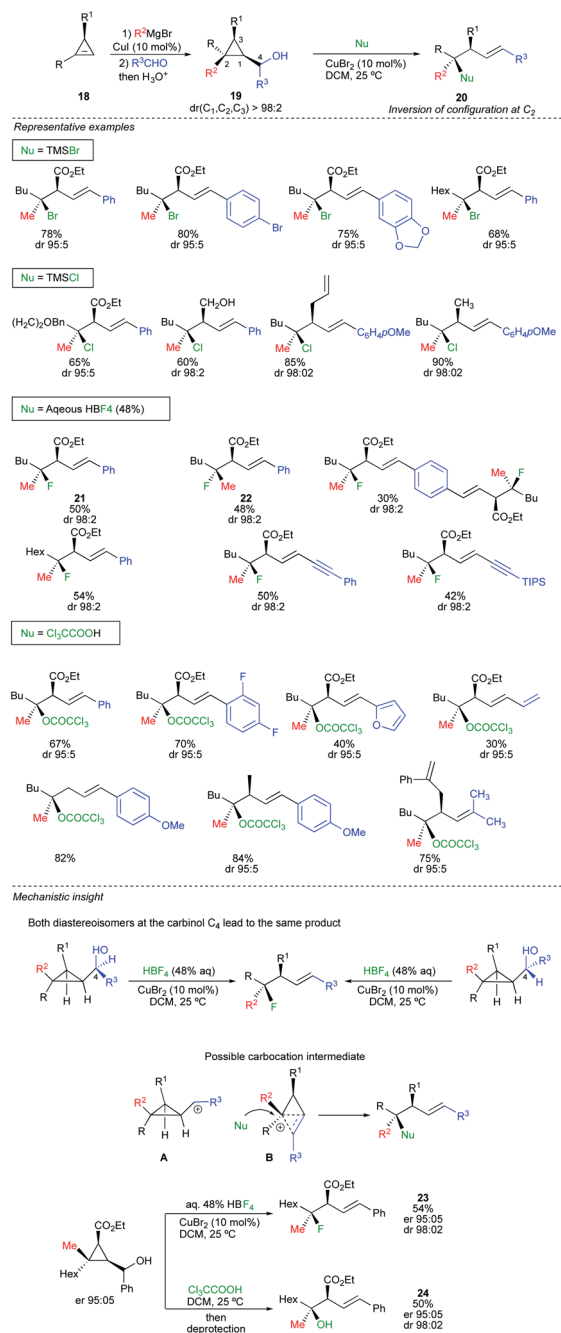 R1
R
18
1) R2MgBr
CuI (10 mol%)
2) R3CHO
then H3O+
R1
R 3 4 OH
R2 2 1 R3
19
dr(C1,C2,C3) > 98:2
Nu
CuBr2 (10 mol%)
DCM, 25 ºC
R1
R
R2 Nu R3
20
Inversion of configuration at C2
Representative examples
Nu = TMSBr
CO2Et
Bu Ph
Me Br
78%
dr 95:5
CO2Et
Bu
Me Br Br
80%
dr 95:5
CO2Et
Bu
Me Br O O
75%
dr 95:5
CO2Et
Hex Ph
Me Br
68%
dr 95:5
Nu = TMSCl
CO2Et
(H2C)2OBn Ph
Me Cl
65%
dr 95:5
CH2OH
Bu Ph
Me Cl
60%
dr 98:2
Bu C6H4pOMe
Me Cl
85%
dr 98:02
CH3
Bu C6H4pOMe
Me Cl
90%
dr 98:02
Nu = Aqeous HBF4 (48%)
CO2Et
Bu Ph
Me F
21
50%
dr 98:2
CO2Et
Bu Ph
F Me
22
48%
dr 98:2
CO2Et
Bu
Me F
Me F
Bu
CO2Et
30%
dr 98:2
CO2Et
Hex Ph
Me F
54%
dr 98:2
CO2Et
Bu
Me F Ph
50%
dr 98:2
CO2Et
Bu
Me F TIPS
42%
dr 98:2
Nu = Cl3CCOOH
CO2Et
Bu Ph
Me OCOCCl3
67%
dr 95:5
CO2Et
Bu F
Me OCOCCl3 F
70%
dr 95:5
CO2Et
Bu O
Me OCOCCl3
40%
dr 95:5
CO2Et
Bu
Me OCOCCl3
30%
dr 95:5
Bu
Me OCOCCl3 OMe
82%
Bu
Me OCOCCl3 OMe
84%
dr 95:5
Ph
CH3
Bu CH3
Me OCOCCl3
75%
dr 95:5
Mechanistic insight
Both diastereoisomers at the carbinol C4 lead to the same product
R1 HO H
R2 4 R3
R H H
HBF4 (48% aq)
CuBr2 (10 mol%)
DCM, 25 ºC
R1
R
R2 F R3
HBF4 (48% aq)
CuBr2 (10 mol%)
DCM, 25 ºC
R1 HO R3
R2 4 H
R H H
Possible carbocation intermediate
R1
R2 + R3
R H H
A
R1
R2
Nu R +
R3
B
R1
R
R2 Nu R3
CO2Et
Me OH
Hex Ph
er 95:05
aq. 48% HBF4
CuBr2 (10 mol%)
DCM, 25 ºC
CO2Et
Hex Ph
Me F
23
54%
er 95:05
dr 98:02
Cl3CCOOH
DCM, 25 ºC
then
deprotection
CO2Et
Hex Ph
Me OH
24
50%
er 95:05
dr 98:02